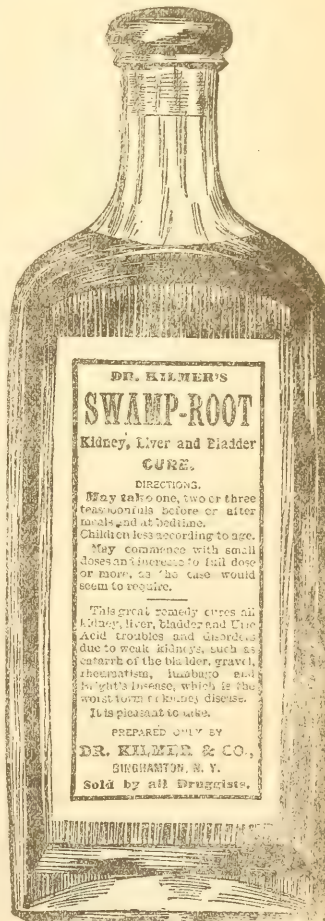 DR. KILMER'S
SWAMP-ROOT
Kidney, Liver and Bladder
CURE.
DIRECTIONS.
May take one, two or three
teaspoonfuls before or after
meals and at bedtime.
Children less according to age.
May commence with small
doses and increase to full dose
or more, as the case would
seem to require.
This great remedy cures all
kidney, liver, bladder and Uric
Acid troubles and disorders
due to weak kidneys, such as
catarrh of the bladder, gravel,
rheumatism, lumbago and
Bright's Disease, which is the
worst form of kidney disease.
It is pleasant to take.
PREPARED ONLY BY
DR. KILMER & CO.,
BINGHAMTON, N. Y.
Sold by all Druggists.